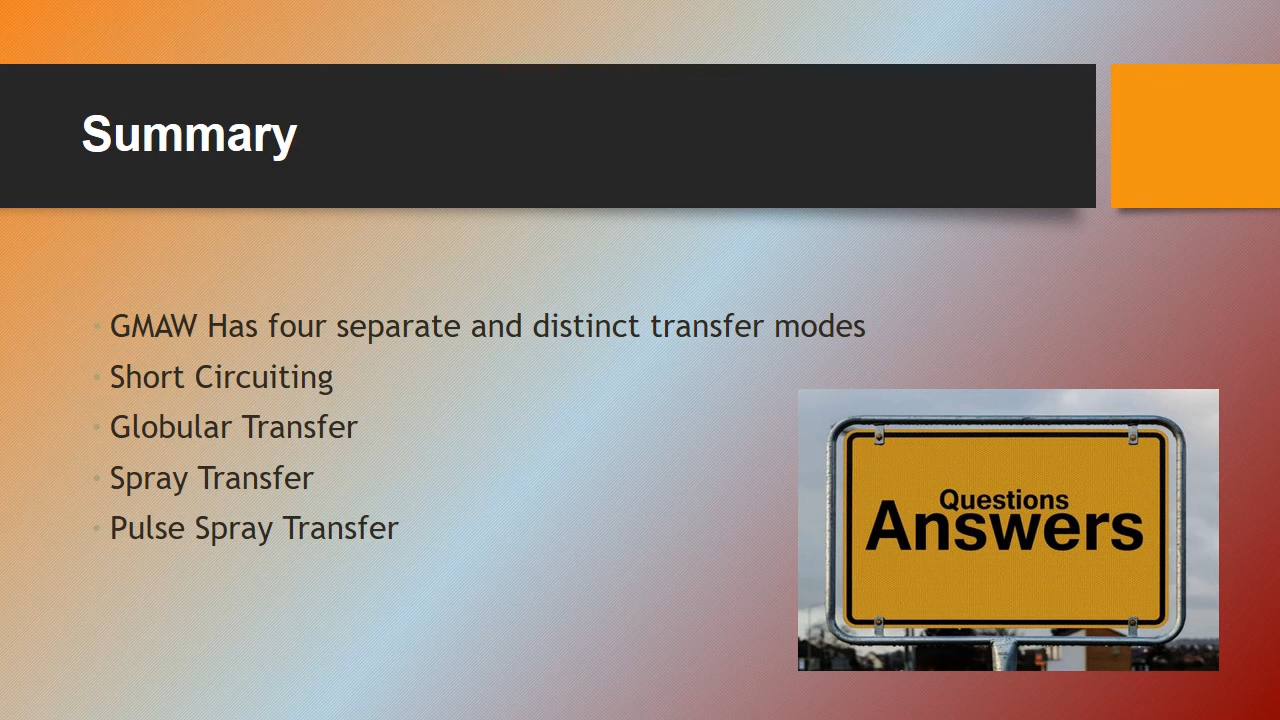 Summary
GMAW Has four separate and distinct transfer modes
Short Circuiting
Globular Transfer
Spray Transfer
Pulse Spray Transfer
Questions
Answers